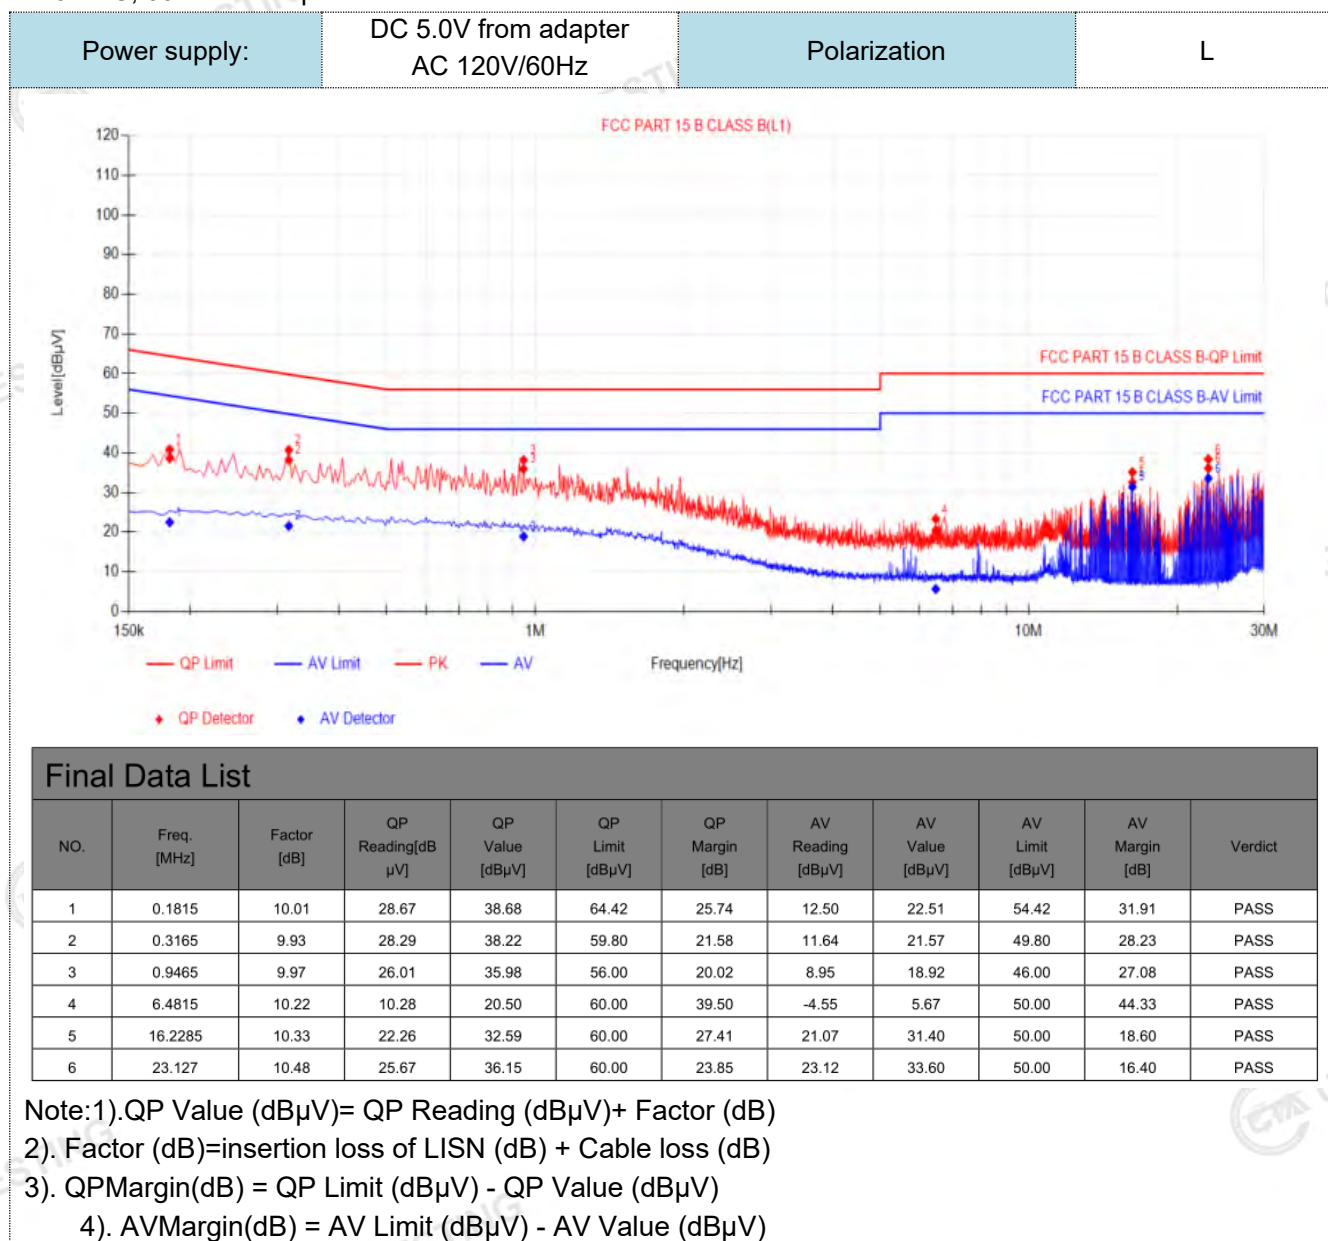 Power supply: DC 5.0V from adapter AC 120V/60Hz Polarization L
FCC PART 15 B CLASS B(L1)
120
110
100
90
80
70
60
50
40
30
20
10
0
Level[dBµV]
FCC PART 15 B CLASS B-QP Limit
FCC PART 15 B CLASS B-AV Limit
150k 1M 10M 30M
QP Limit AV Limit PK AV Frequency[Hz]
QP Detector AV Detector
Final Data List
NO. Freq. [MHz] Factor [dB] QP Reading[dBµV] QP Value [dBµV] QP Limit [dBµV] QP Margin [dB] AV Reading [dBµV] AV Value [dBµV] AV Limit [dBµV] AV Margin [dB] Verdict
1 0.1815 10.01 28.67 38.68 64.42 25.74 12.50 22.51 54.42 31.91 PASS
2 0.3165 9.93 28.29 38.22 59.80 21.58 11.64 21.57 49.80 28.23 PASS
3 0.9465 9.97 26.01 35.98 56.00 20.02 8.95 18.92 46.00 27.08 PASS
4 6.4815 10.22 10.28 20.50 60.00 39.50 -4.55 5.67 50.00 44.33 PASS
5 16.2285 10.33 22.26 32.59 60.00 27.41 21.07 31.40 50.00 18.60 PASS
6 23.127 10.48 25.67 36.15 60.00 23.85 23.12 33.60 50.00 16.40 PASS
Note:1).QP Value (dBµV)= QP Reading (dBµV)+ Factor (dB)
2). Factor (dB)=insertion loss of LISN (dB) + Cable loss (dB)
3). QPMargin(dB) = QP Limit (dBµV) - QP Value (dBµV)
4). AVMargin(dB) = AV Limit (dBµV) - AV Value (dBµV)